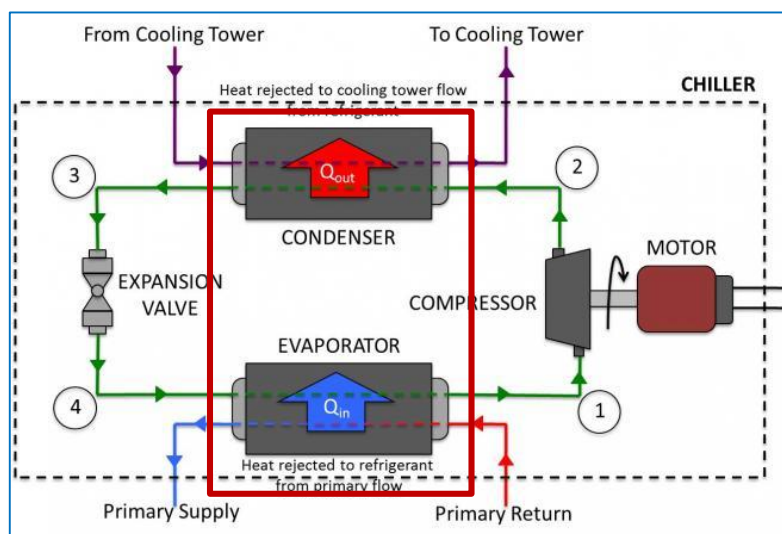 From Cooling Tower
To Cooling Tower
Heat rejected to cooling tower flow
from refrigerant
CHILLER
3
Qout
2
CONDENSER
MOTOR
EXPANSION
VALVE
COMPRESSOR
EVAPORATOR
4
Qin
1
Heat rejected to refrigerant
from primary flow
Primary Supply
Primary Return